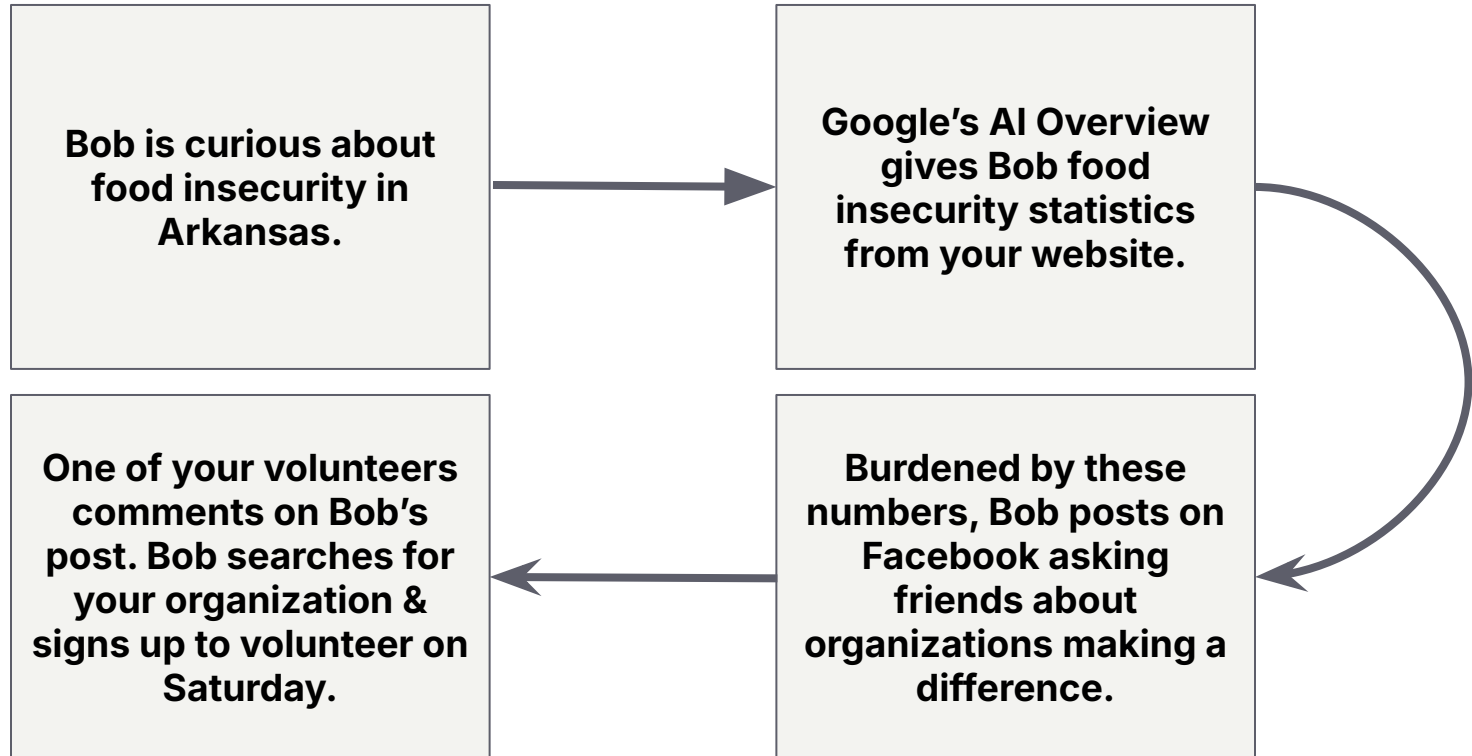 Bob is curious about
food insecurity in
Arkansas.
Google’s AI Overview
gives Bob food
insecurity statistics
from your website.
Burdened by these
numbers, Bob posts on
Facebook asking
friends about
organizations making a
difference.
One of your volunteers
comments on Bob’s
post. Bob searches for
your organization &
signs up to volunteer on
Saturday.